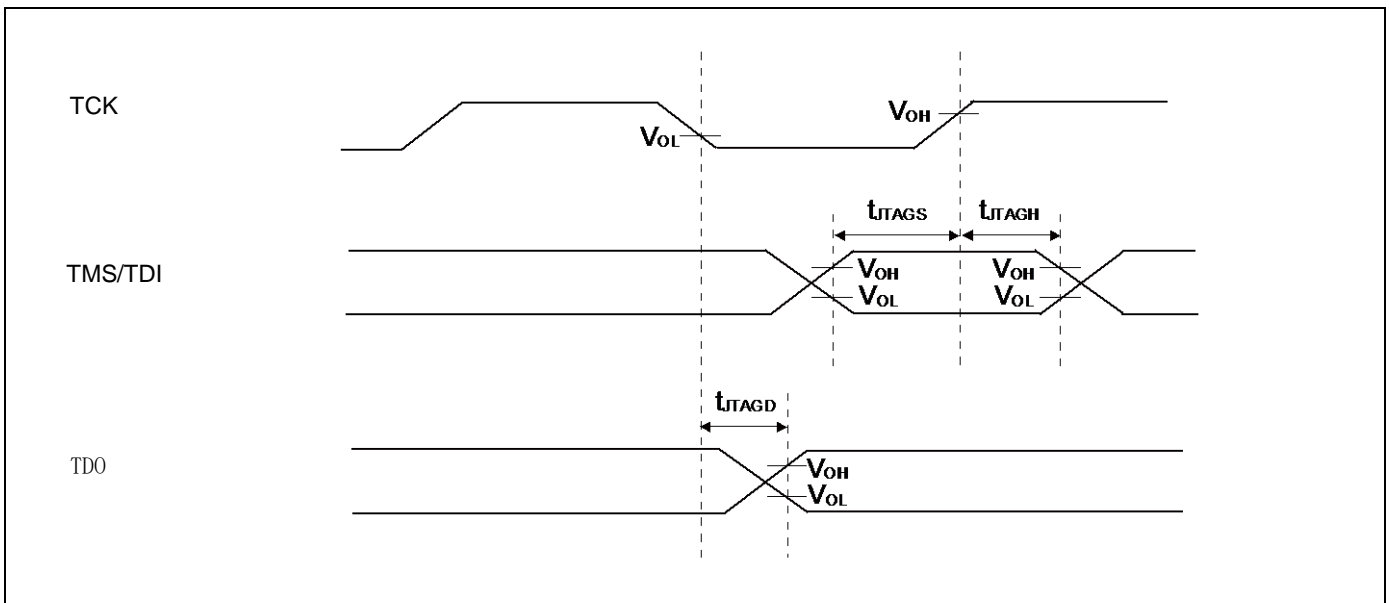 TCK
VOH
VOL
tJTAGS
tJTAGH
TMS/TDI
VOH
VOH
VOL
VOL
tJTAGD
TDO
VOH
VOL